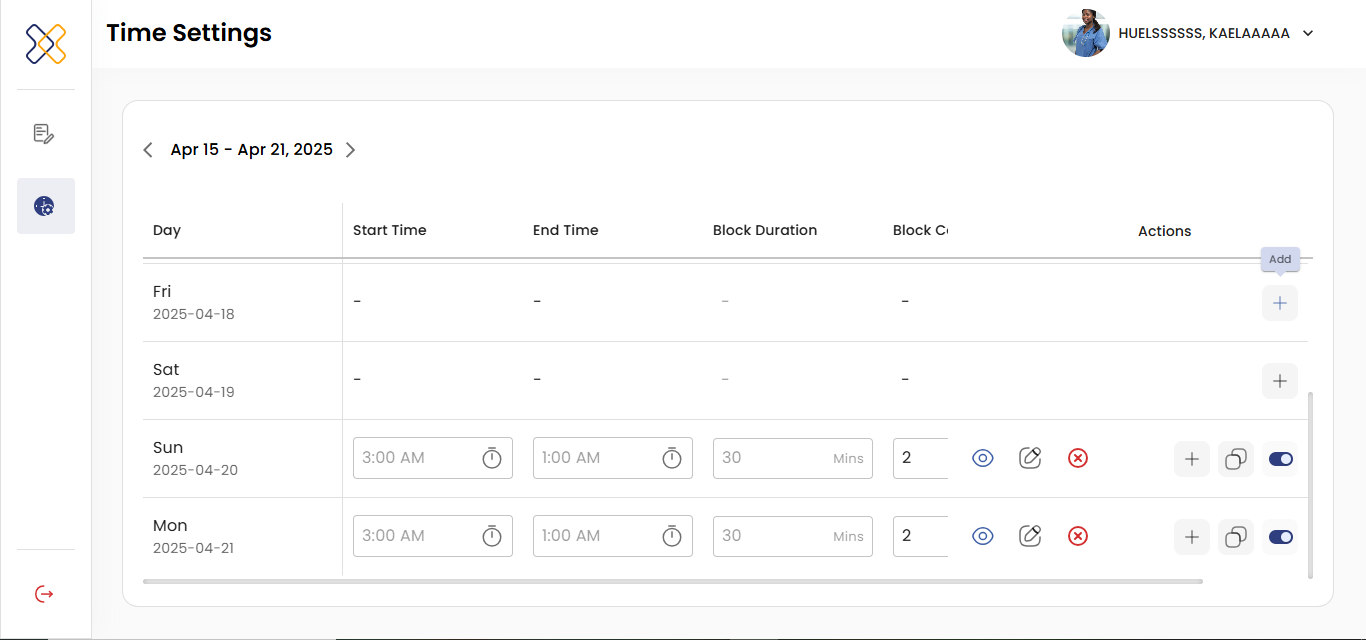 Time Settings
HUELSSSSSS, KAELAAAAA
Apr 15 - Apr 21, 2025
Day Start Time End Time Block Duration Block Co Actions
Add
Fri
2025-04-18
- - - -
Sat
2025-04-19
- - - -
Sun
2025-04-20
3:00 AM 1:00 AM 30 Mins 2
Mon
2025-04-21
3:00 AM 1:00 AM 30 Mins 2